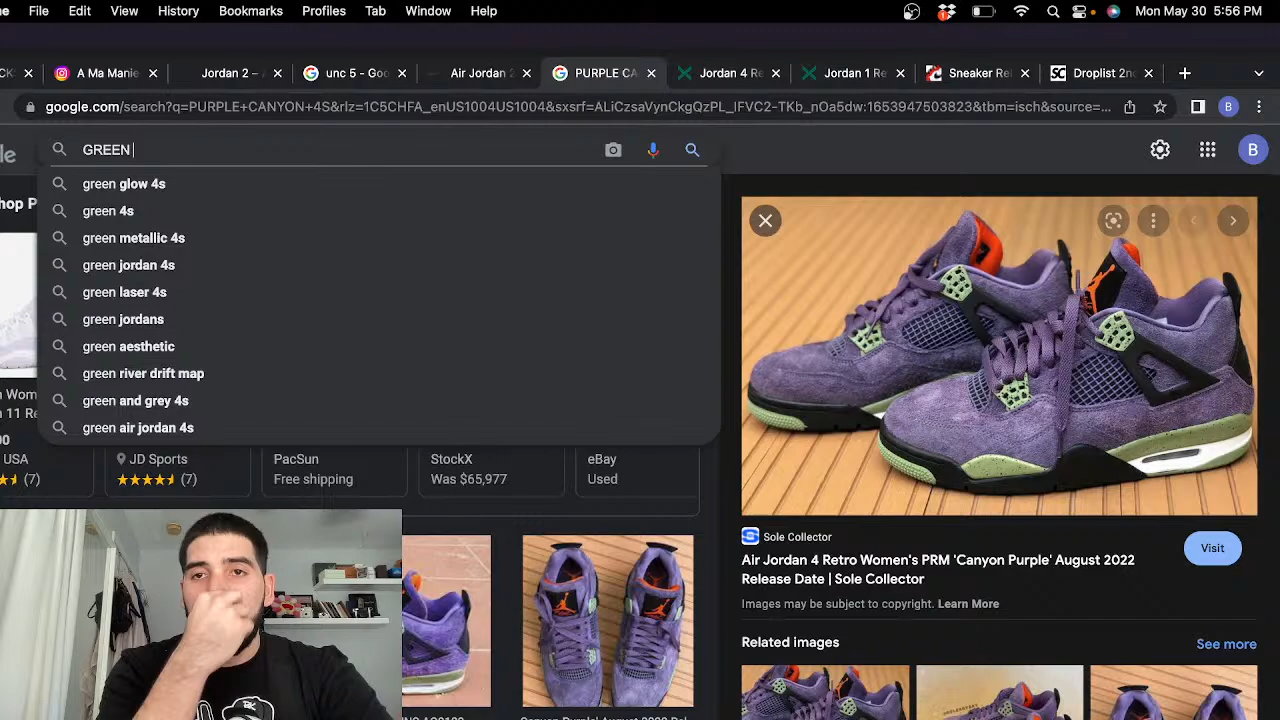 File Edit View History Bookmarks Profiles Tab Window Help Mon May 30 5:56 PM
A Ma Manie Jordan 2 – unc 5 - Goo Air Jordan PURPLE CA Jordan 4 Re Jordan 1 Re Sneaker Rel Droplist 2nd
google.com/search?q=PURPLE+CANYON+4S&rlz=1C5CHFA_enUS1004US1004&sxsrf=ALiCzsaVynCkgQzPL_IFVC2-TKb_nOa5dw:1653947503823&tbm=isch&source=...
GREEN
green glow 4s
green 4s
green metallic 4s
green jordan 4s
green laser 4s
green jordans
green aesthetic
green river drift map
green and grey 4s
green air jordan 4s
USA
(7)
JD Sports
(7)
PacSun
Free shipping
StockX
Was $65,977
eBay
Used
Sole Collector
Air Jordan 4 Retro Women's PRM 'Canyon Purple' August 2022
Release Date | Sole Collector
Visit
Images may be subject to copyright. Learn More
Related images
See more